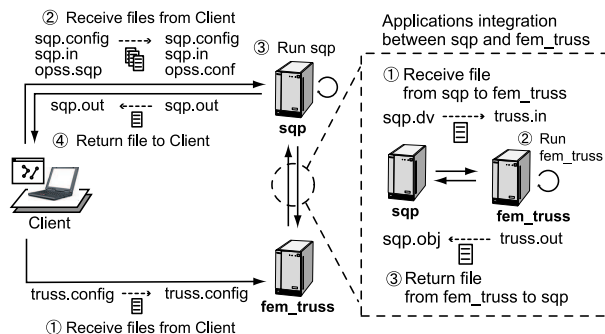 ② Receive files from Client
sqp.config sqp.config
sqp.in sqp.in
opss.sqp opss.conf
③ Run sqp
sqp.out sqp.out
④ Return file to Client
sqp
Client
truss.config truss.config
fem_truss
① Receive files from Client
Applications integration
between sqp and fem_truss
① Receive file
from sqp to fem_truss
sqp.dv truss.in
② Run
fem_truss
sqp
fem_truss
sqp.obj truss.out
③ Return file
from fem_truss to sqp